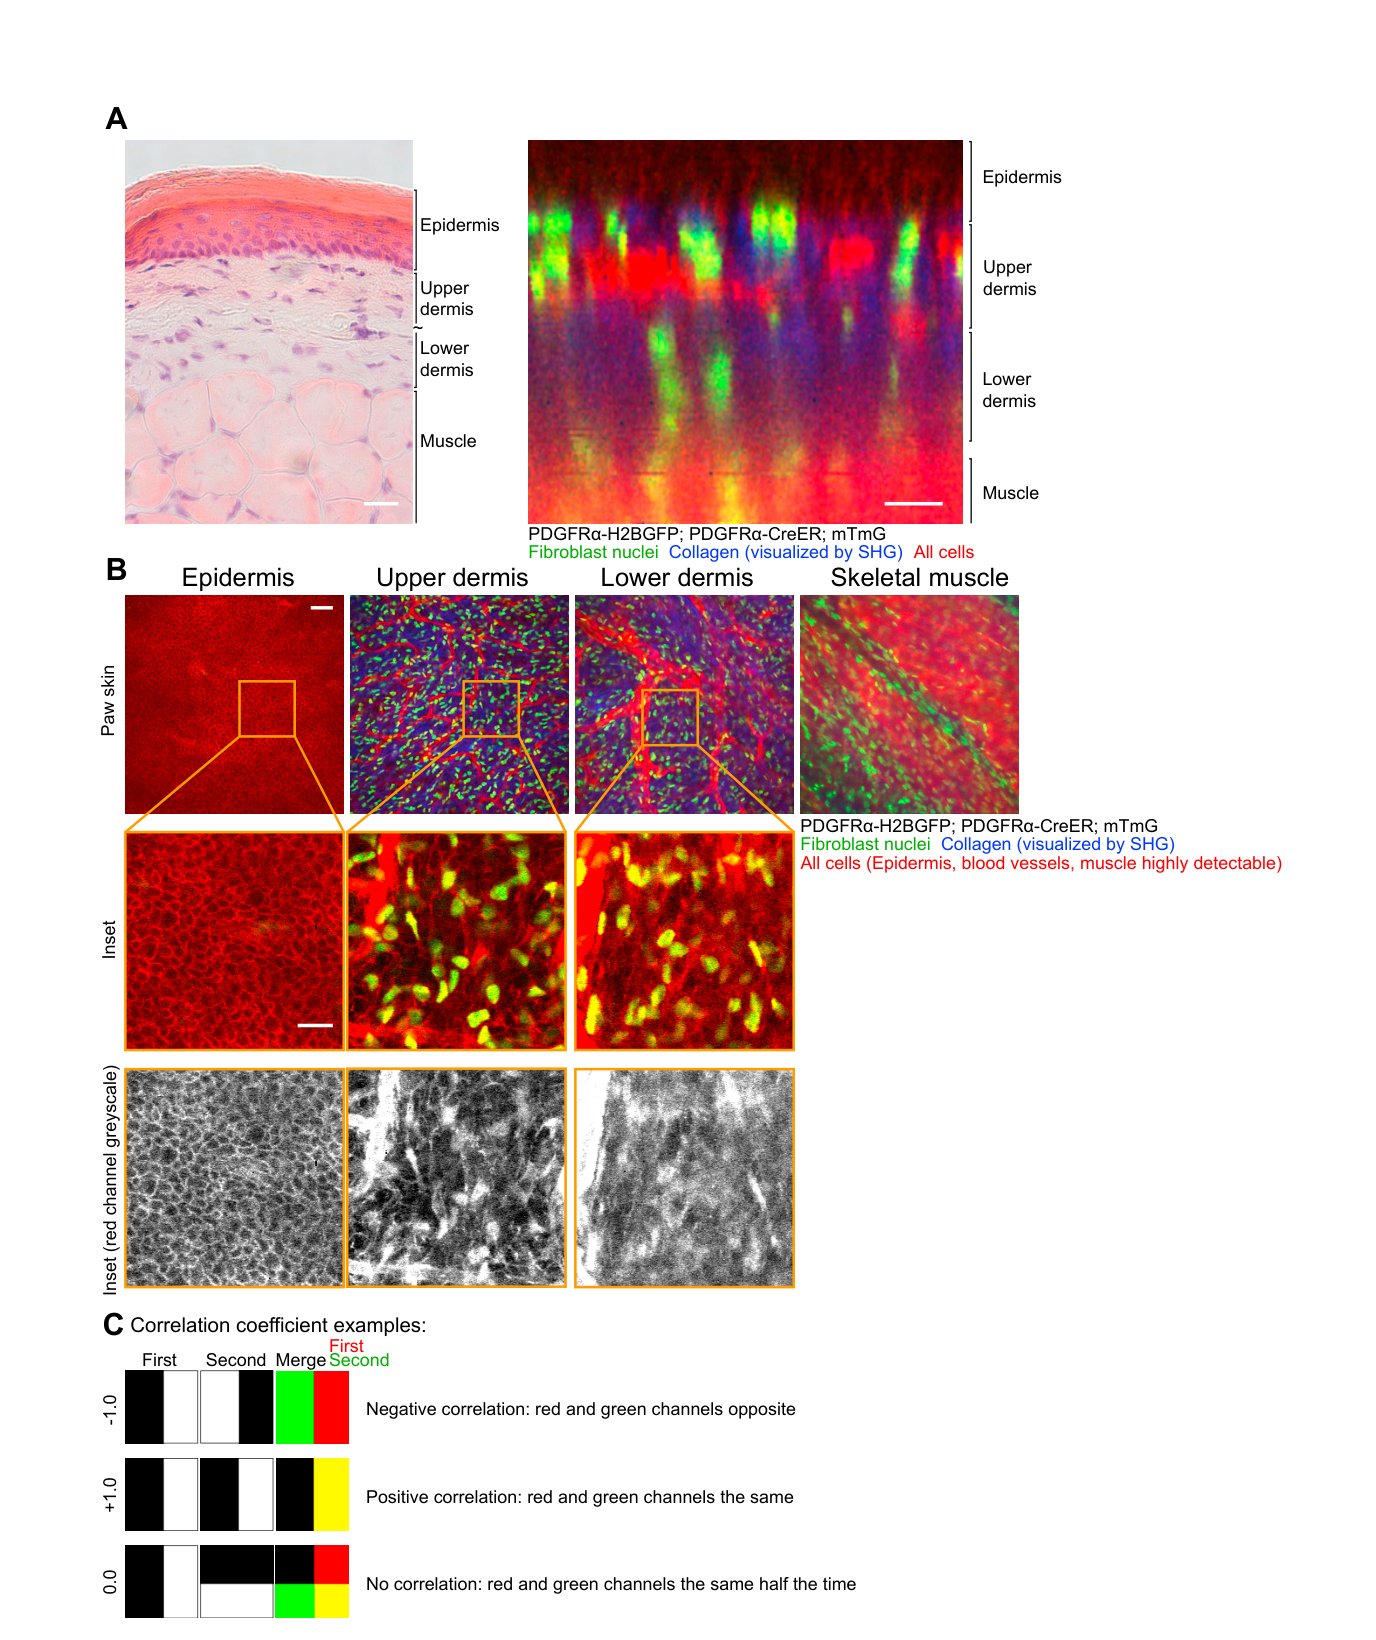 A
Epidermis
Upper
dermis
~
Lower
dermis
Muscle
Epidermis
Upper
dermis
Lower
dermis
Muscle
PDGFRα-H2BGFP; PDGFRα-CreER; mTmG
Fibroblast nuclei Collagen (visualized by SHG) All cells
B
Epidermis Upper dermis Lower dermis Skeletal muscle
Paw skin
PDGFRα-H2BGFP; PDGFRα-CreER; mTmG
Fibroblast nuclei Collagen (visualized by SHG)
All cells (Epidermis, blood vessels, muscle highly detectable)
Inset
Inset (red channel greyscale)
C Correlation coefficient examples:
First
First Second Merge Second
-1.0
Negative correlation: red and green channels opposite
+1.0
Positive correlation: red and green channels the same
0.0
No correlation: red and green channels the same half the time